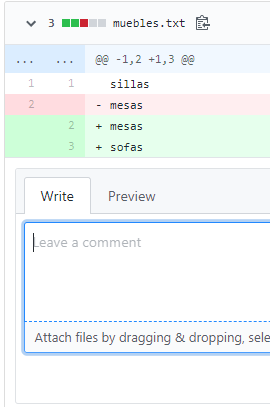 3 muebles.txt
... ... @@ -1,2 +1,3 @@
1 1 sillas
2 - mesas
2 + mesas
3 + sofas
Write Preview
Leave a comment
Attach files by dragging & dropping, sele